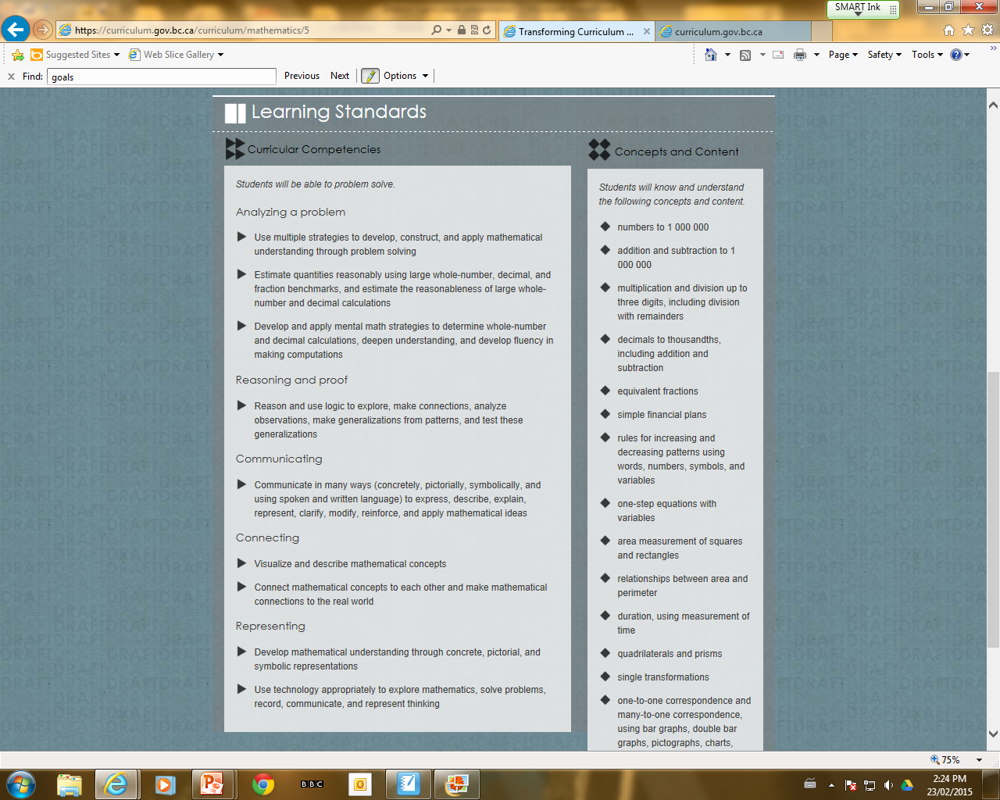 SMART Ink
https://curriculum.gov.bc.ca/curriculum/mathematics/5
Transforming Curriculum ...
curriculum.gov.bc.ca
Suggested Sites
Web Slice Gallery
Page
Safety
Tools
Find: goals
Previous
Next
Options
Learning Standards
Curricular Competencies
Students will be able to problem solve.
Analyzing a problem
Use multiple strategies to develop, construct, and apply mathematical
understanding through problem solving
Estimate quantities reasonably using large whole-number, decimal, and
fraction benchmarks, and estimate the reasonableness of large whole-
number and decimal calculations
Develop and apply mental math strategies to determine whole-number
and decimal calculations, deepen understanding, and develop fluency in
making computations
Reasoning and proof
Reason and use logic to explore, make connections, analyze
observations, make generalizations from patterns, and test these
generalizations
Communicating
Communicate in many ways (concretely, pictorially, symbolically, and
using spoken and written language) to express, describe, explain,
represent, clarify, modify, reinforce, and apply mathematical ideas
Connecting
Visualize and describe mathematical concepts
Connect mathematical concepts to each other and make mathematical
connections to the real world
Representing
Develop mathematical understanding through concrete, pictorial, and
symbolic representations
Use technology appropriately to explore mathematics, solve problems,
record, communicate, and represent thinking
Concepts and Content
Students will know and understand
the following concepts and content.
numbers to 1 000 000
addition and subtraction to 1
000 000
multiplication and division up to
three digits, including division
with remainders
decimals to thousandths,
including addition and
subtraction
equivalent fractions
simple financial plans
rules for increasing and
decreasing patterns using
words, numbers, symbols, and
variables
one-step equations with
variables
area measurement of squares
and rectangles
relationships between area and
perimeter
duration, using measurement of
time
quadrilaterals and prisms
single transformations
one-to-one correspondence and
many-to-one correspondence,
using bar graphs, double bar
graphs, pictographs, charts,
75%
BBC
2:24 PM
23/02/2015